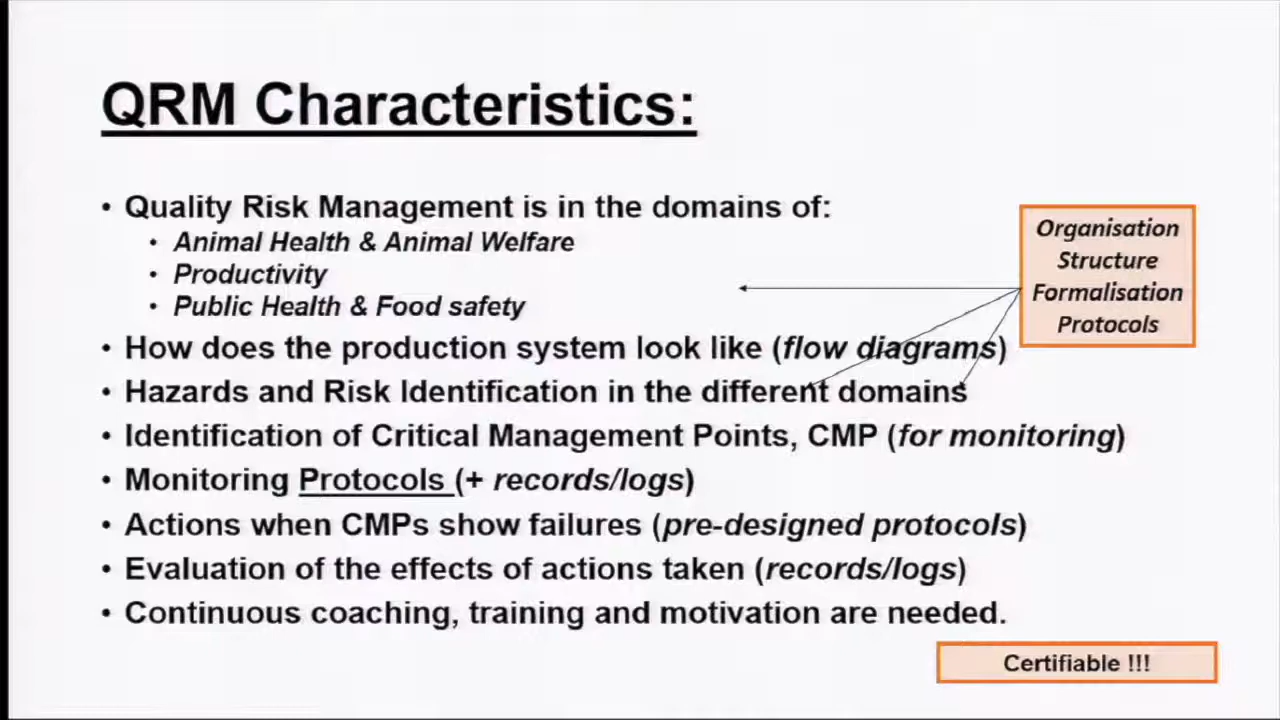 QRM Characteristics:
• Quality Risk Management is in the domains of:
• Animal Health & Animal Welfare
• Productivity
• Public Health & Food safety
• How does the production system look like (flow diagrams)
• Hazards and Risk Identification in the different domains
• Identification of Critical Management Points, CMP (for monitoring)
• Monitoring Protocols (+ records/logs)
• Actions when CMPs show failures (pre-designed protocols)
• Evaluation of the effects of actions taken (records/logs)
• Continuous coaching, training and motivation are needed.
Organisation
Structure
Formalisation
Protocols
Certifiable !!!